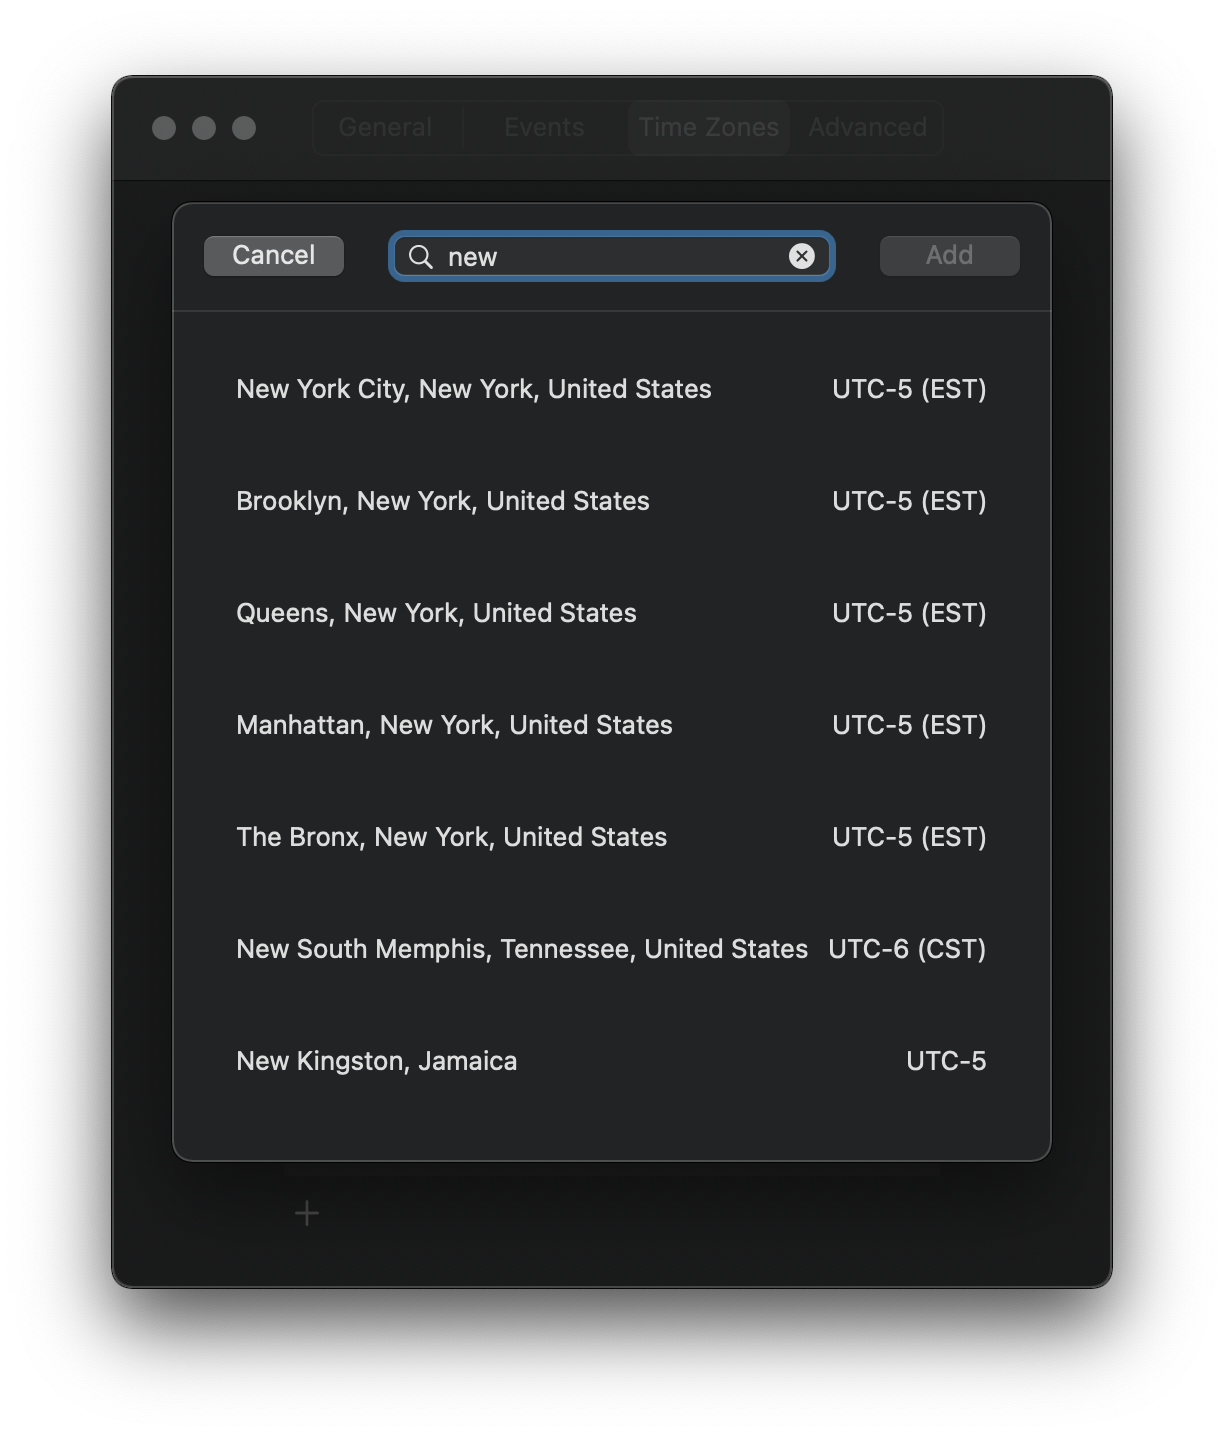 General Events Time Zones Advanced
Cancel new Add
New York City, New York, United States UTC-5 (EST)
Brooklyn, New York, United States UTC-5 (EST)
Queens, New York, United States UTC-5 (EST)
Manhattan, New York, United States UTC-5 (EST)
The Bronx, New York, United States UTC-5 (EST)
New South Memphis, Tennessee, United States UTC-6 (CST)
New Kingston, Jamaica UTC-5